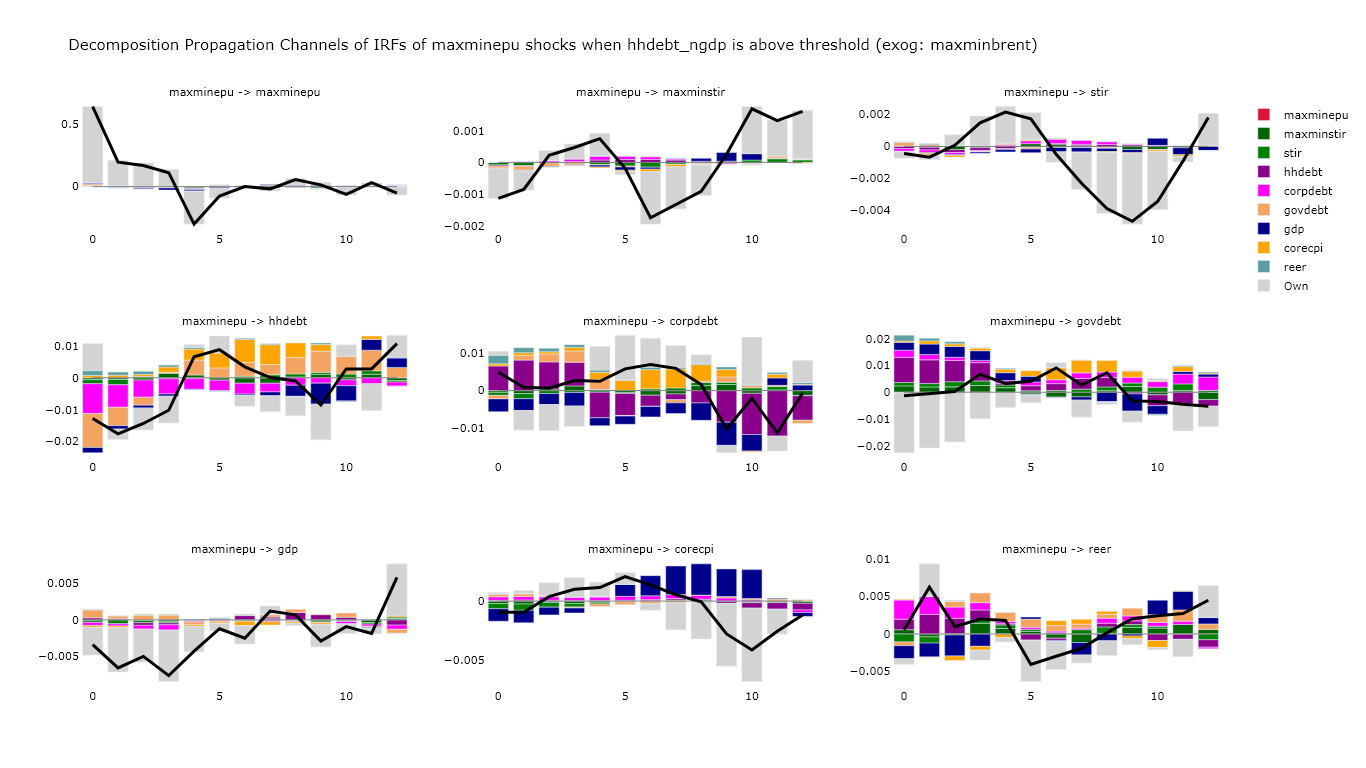 Decomposition Propagation Channels of IRFs of maxminepu shocks when hhdebt_ngdp is above threshold (exog: maxminbrent)
maxminepu -> maxminepu
0.5
0
0 5 10
maxminepu -> maxminstir
0.001
0
−0.001
−0.002
0 5 10
maxminepu -> stir
0.002
0
−0.002
−0.004
0 5 10
maxminepu
maxminstir
stir
hhdebt
corpdebt
govdebt
gdp
corecpi
reer
Own
maxminepu -> hhdebt
0.01
0
−0.01
−0.02
0 5 10
maxminepu -> corpdebt
0.01
0
−0.01
0 5 10
maxminepu -> govdebt
0.02
0.01
0
−0.01
−0.02
0 5 10
maxminepu -> gdp
0.005
0
−0.005
0 5 10
maxminepu -> corecpi
0
−0.005
0 5 10
maxminepu -> reer
0.01
0.005
0
−0.005
0 5 10